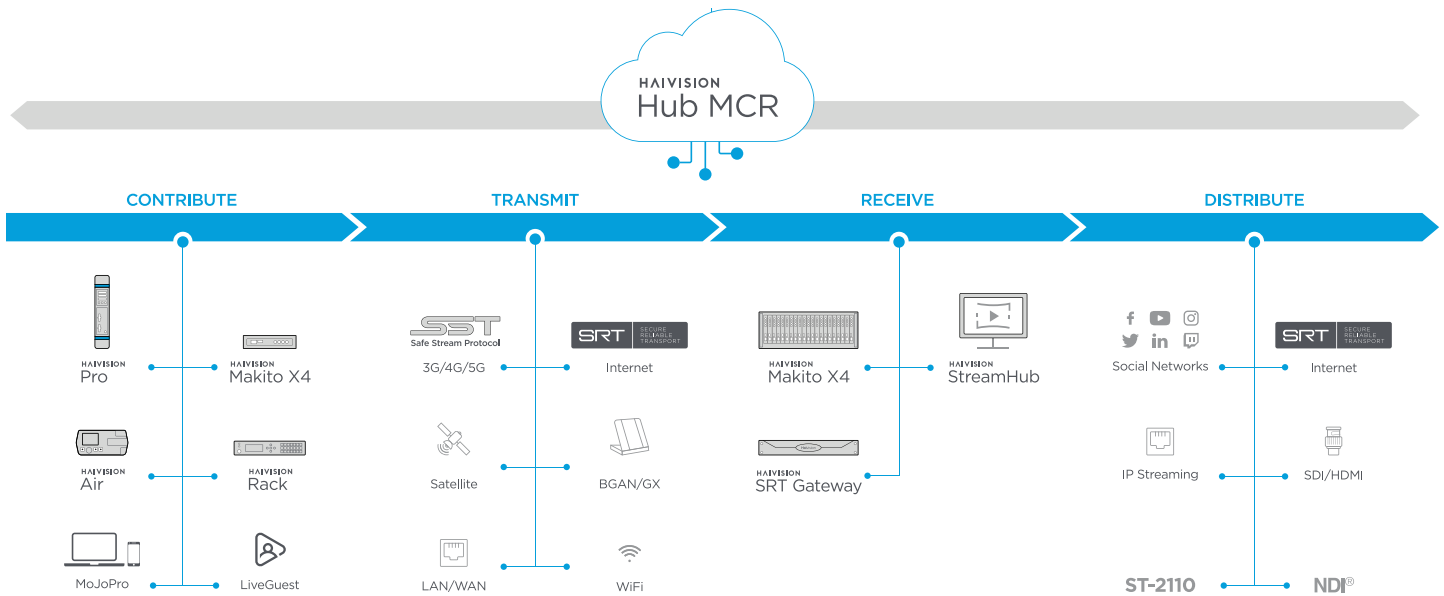 HAIVISION
Hub MCR
CONTRIBUTE
TRANSMIT
RECEIVE
DISTRIBUTE
HAIVISION
Pro
HAIVISION
Makito X4
HAIVISION
Air
HAIVISION
Rack
MoJoPro
LiveGuest
SST
Safe Stream Protocol
3G/4G/5G
SRT
SECURE
RELIABLE
TRANSPORT
Internet
Satellite
BGAN/GX
LAN/WAN
WiFi
HAIVISION
Makito X4
HAIVISION
StreamHub
HAIVISION
SRT Gateway
Social Networks
SRT
SECURE
RELIABLE
TRANSPORT
Internet
IP Streaming
SDI/HDMI
ST-2110
NDI®